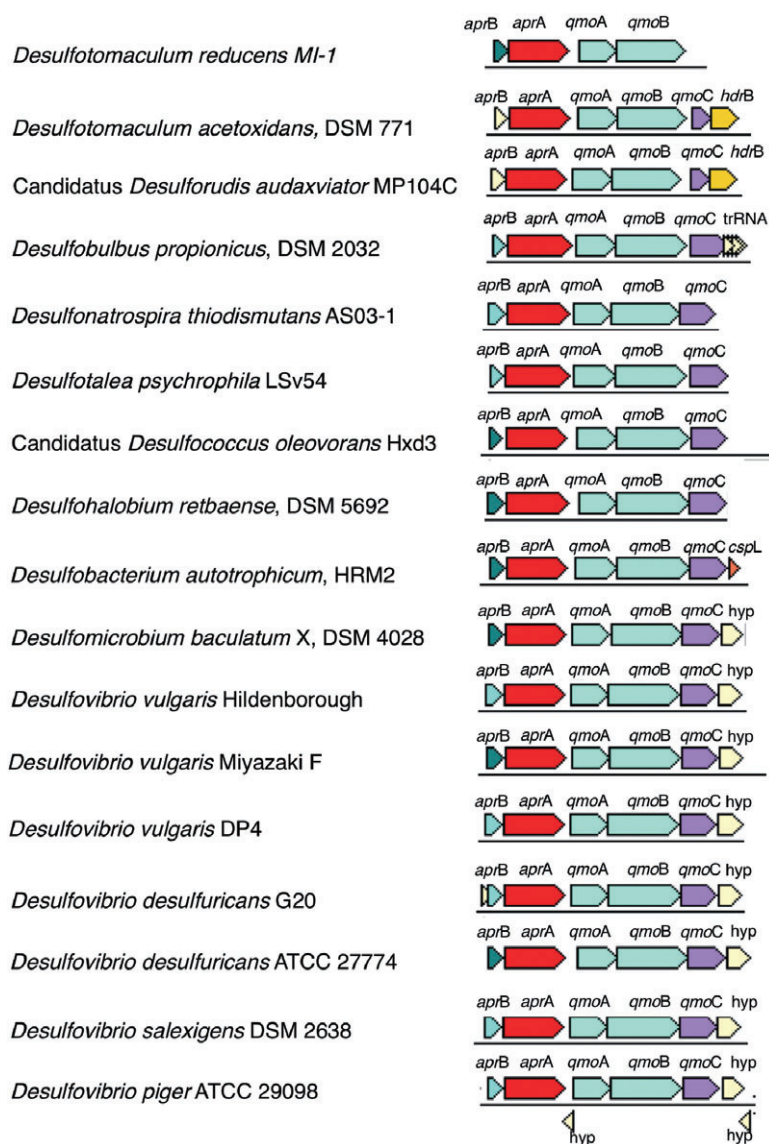 aprB aprA qmoA qmoB
Desulfotomaculum reducens MI-1
aprB aprA qmoA qmoB qmoC hdrB
Desulfotomaculum acetoxidans, DSM 771
aprB aprA qmoA qmoB qmoC hdrB
Candidatus Desulforudis audaxviator MP104C
aprB aprA qmoA qmoB qmoC trRNA
Desulfobulbus propionicus, DSM 2032
aprB aprA qmoA qmoB qmoC
Desulfonatrospira thiodismutans AS03-1
aprB aprA qmoA qmoB qmoC
Desulfotalea psychrophila LSv54
aprB aprA qmoA qmoB qmoC
Candidatus Desulfococcus oleovorans Hxd3
aprB aprA qmoA qmoB qmoC
Desulfohalobium retbaense, DSM 5692
aprB aprA qmoA qmoB qmoC cspL
Desulfobacterium autotrophicum, HRM2
aprB aprA qmoA qmoB qmoC hyp
Desulfomicrobium baculatum X, DSM 4028
aprB aprA qmoA qmoB qmoC hyp
Desulfovibrio vulgaris Hildenborough
aprB aprA qmoA qmoB qmoC hyp
Desulfovibrio vulgaris Miyazaki F
aprB aprA qmoA qmoB qmoC hyp
Desulfovibrio vulgaris DP4
aprB aprA qmoA qmoB qmoC hyp
Desulfovibrio desulfuricans G20
aprB aprA qmoA qmoB qmoC hyp
Desulfovibrio desulfuricans ATCC 27774
aprB aprA qmoA qmoB qmoC hyp
Desulfovibrio salexigens DSM 2638
aprB aprA qmoA qmoB qmoC hyp
Desulfovibrio piger ATCC 29098
hyp hyp